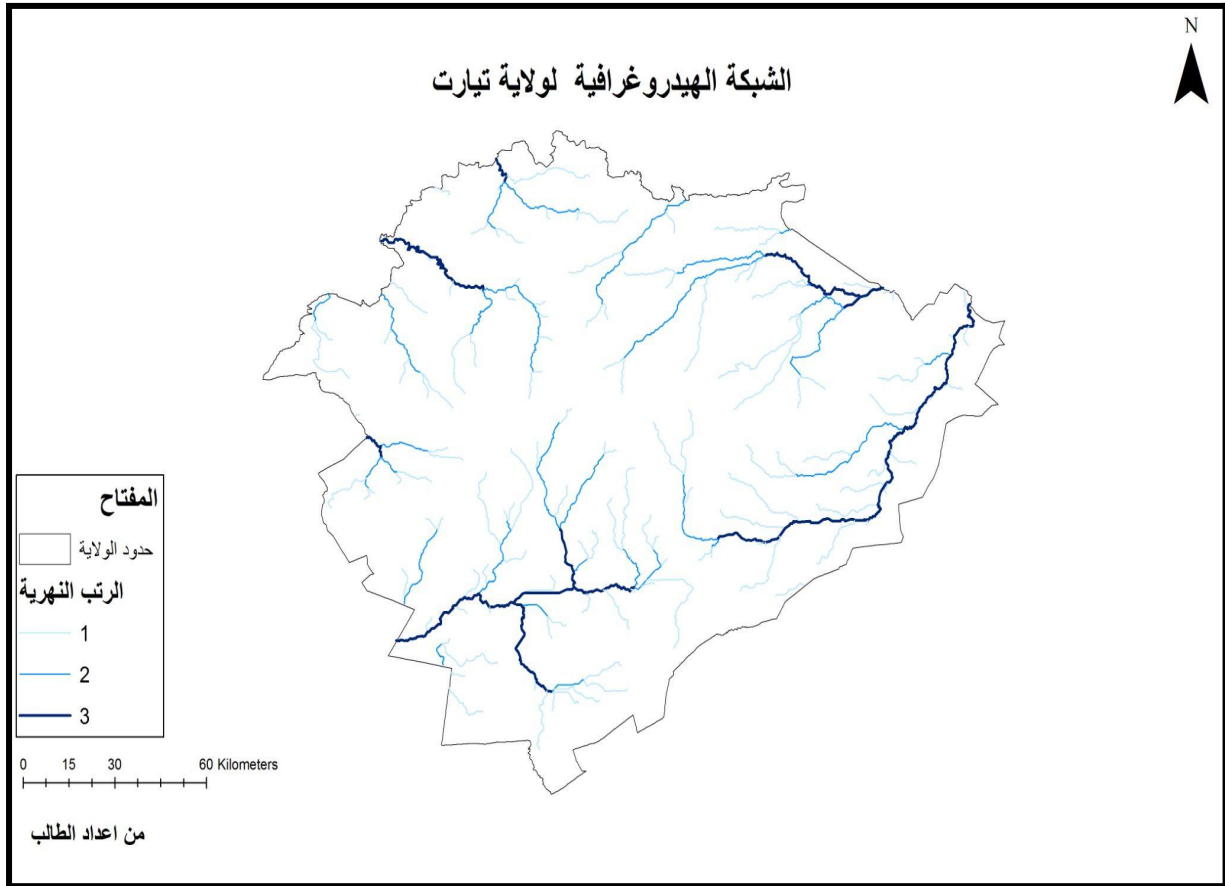 N
الشبكة الهيدروغرافية لولاية تيارت
المفتاح
حدود الولاية
الرتب النهرية
1
2
3
0 15 30 60 Kilometers
من اعداد الطالب